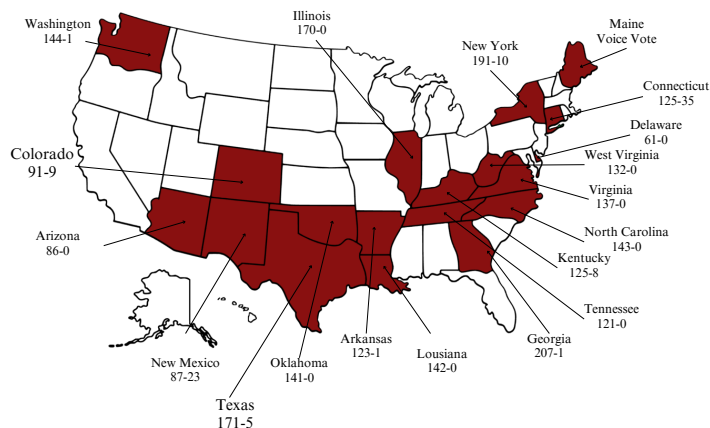 Washington
144-1
Illinois
170-0
New York
191-10
Maine
Voice Vote
Connecticut
125-35
Delaware
61-0
West Virginia
132-0
Virginia
137-0
North Carolina
143-0
Kentucky
125-8
Tennessee
121-0
Georgia
207-1
Lousiana
142-0
Arkansas
123-1
Oklahoma
141-0
Texas
171-5
New Mexico
87-23
Arizona
86-0
Colorado
91-9